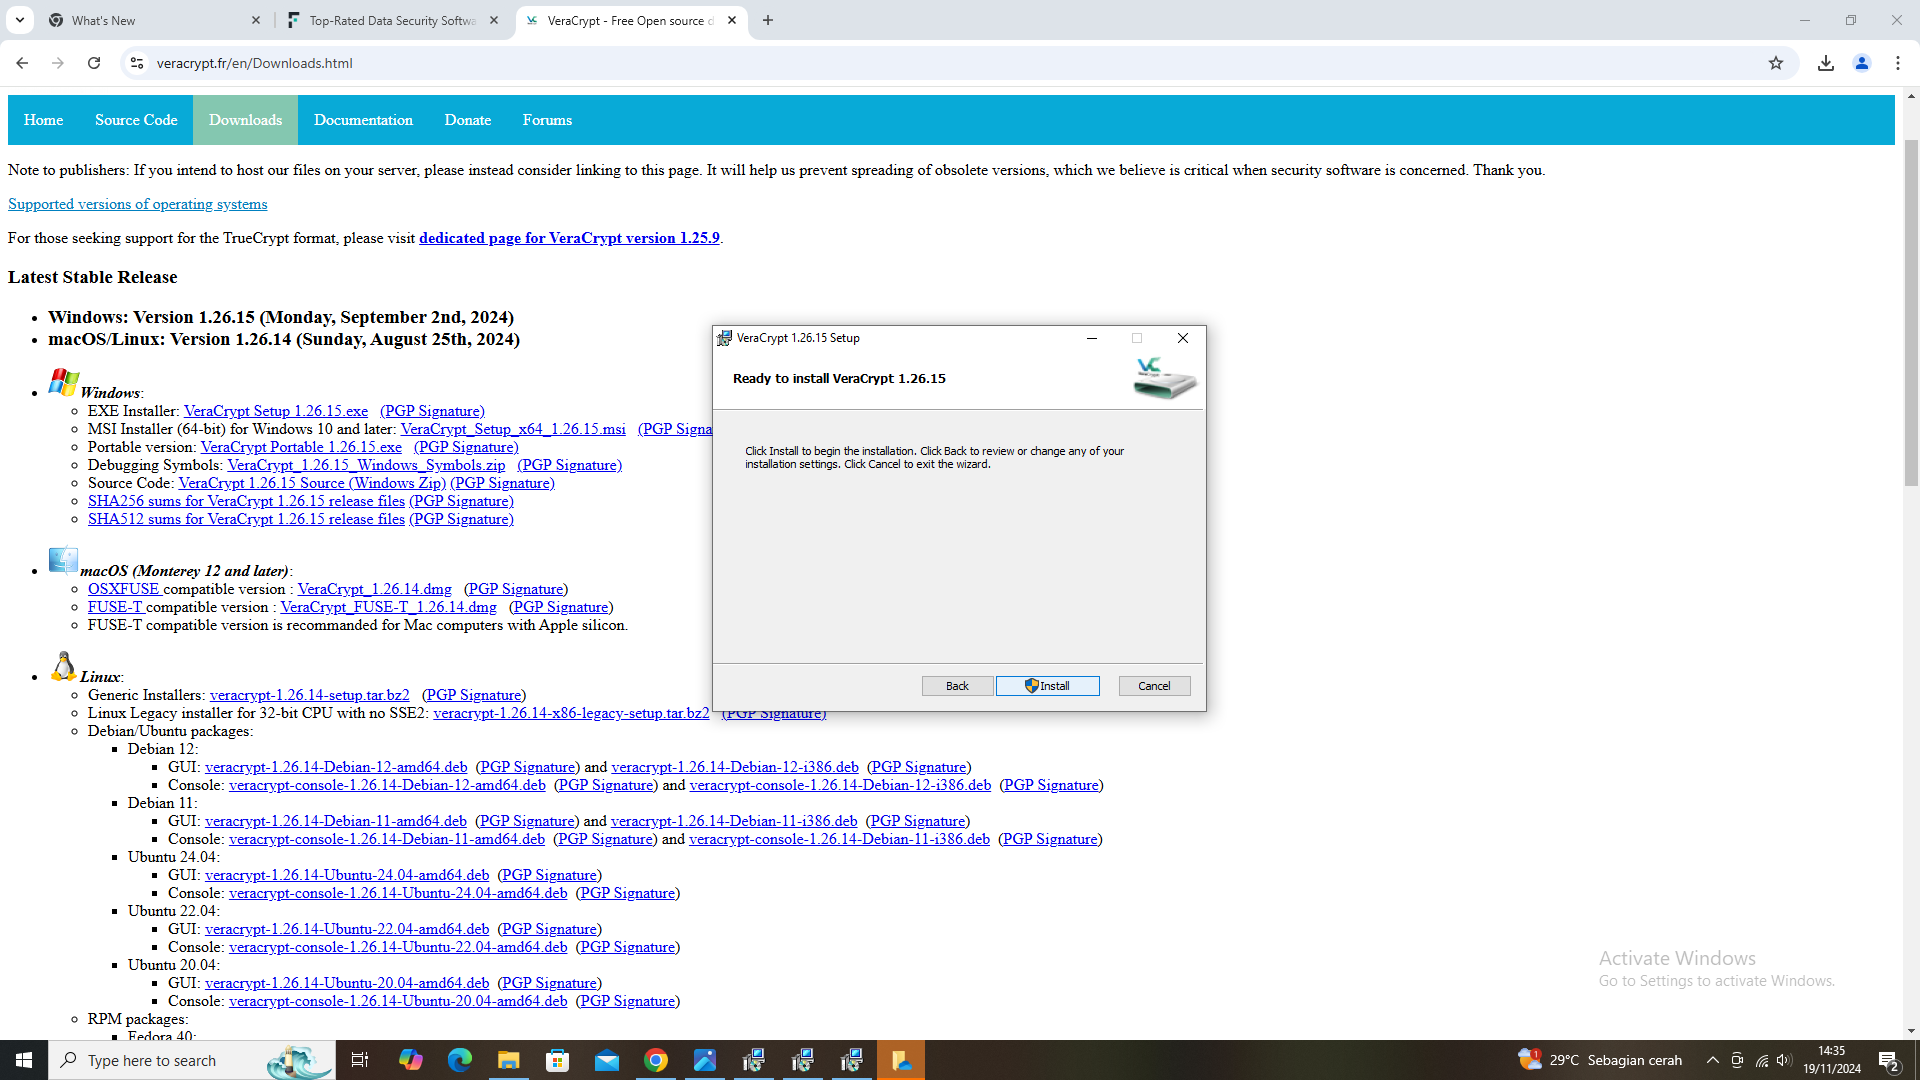 What's New
Top-Rated Data Security Softwa
VeraCrypt - Free Open source d
veracrypt.fr/en/Downloads.html
Home Source Code Downloads Documentation Donate Forums
Note to publishers: If you intend to host our files on your server, please instead consider linking to this page. It will help us prevent spreading of obsolete versions, which we believe is critical when security software is concerned. Thank you.
Supported versions of operating systems
For those seeking support for the TrueCrypt format, please visit dedicated page for VeraCrypt version 1.25.9.
Latest Stable Release
Windows: Version 1.26.15 (Monday, September 2nd, 2024)
macOS/Linux: Version 1.26.14 (Sunday, August 25th, 2024)
Windows:
EXE Installer: VeraCrypt Setup 1.26.15.exe (PGP Signature)
MSI Installer (64-bit) for Windows 10 and later: VeraCrypt_Setup_x64_1.26.15.msi (PGP Signa
Portable version: VeraCrypt Portable 1.26.15.exe (PGP Signature)
Debugging Symbols: VeraCrypt_1.26.15_Windows_Symbols.zip (PGP Signature)
Source Code: VeraCrypt 1.26.15 Source (Windows Zip) (PGP Signature)
SHA256 sums for VeraCrypt 1.26.15 release files (PGP Signature)
SHA512 sums for VeraCrypt 1.26.15 release files (PGP Signature)
macOS (Monterey 12 and later):
OSXFUSE compatible version : VeraCrypt_1.26.14.dmg (PGP Signature)
FUSE-T compatible version : VeraCrypt_FUSE-T_1.26.14.dmg (PGP Signature)
FUSE-T compatible version is recommanded for Mac computers with Apple silicon.
Linux:
Generic Installers: veracrypt-1.26.14-setup.tar.bz2 (PGP Signature)
Linux Legacy installer for 32-bit CPU with no SSE2: veracrypt-1.26.14-x86-legacy-setup.tar.bz2 (PGP Signature)
Debian/Ubuntu packages:
Debian 12:
GUI: veracrypt-1.26.14-Debian-12-amd64.deb (PGP Signature) and veracrypt-1.26.14-Debian-12-i386.deb (PGP Signature)
Console: veracrypt-console-1.26.14-Debian-12-amd64.deb (PGP Signature) and veracrypt-console-1.26.14-Debian-12-i386.deb (PGP Signature)
Debian 11:
GUI: veracrypt-1.26.14-Debian-11-amd64.deb (PGP Signature) and veracrypt-1.26.14-Debian-11-i386.deb (PGP Signature)
Console: veracrypt-console-1.26.14-Debian-11-amd64.deb (PGP Signature) and veracrypt-console-1.26.14-Debian-11-i386.deb (PGP Signature)
Ubuntu 24.04:
GUI: veracrypt-1.26.14-Ubuntu-24.04-amd64.deb (PGP Signature)
Console: veracrypt-console-1.26.14-Ubuntu-24.04-amd64.deb (PGP Signature)
Ubuntu 22.04:
GUI: veracrypt-1.26.14-Ubuntu-22.04-amd64.deb (PGP Signature)
Console: veracrypt-console-1.26.14-Ubuntu-22.04-amd64.deb (PGP Signature)
Ubuntu 20.04:
GUI: veracrypt-1.26.14-Ubuntu-20.04-amd64.deb (PGP Signature)
Console: veracrypt-console-1.26.14-Ubuntu-20.04-amd64.deb (PGP Signature)
RPM packages:
Fedora 40:
VeraCrypt 1.26.15 Setup
Ready to install VeraCrypt 1.26.15
Click Install to begin the installation. Click Back to review or change any of your
installation settings. Click Cancel to exit the wizard.
Back Install Cancel
Activate Windows
Go to Settings to activate Windows.
Type here to search
29°C Sebagian cerah
14:35
19/11/2024
2